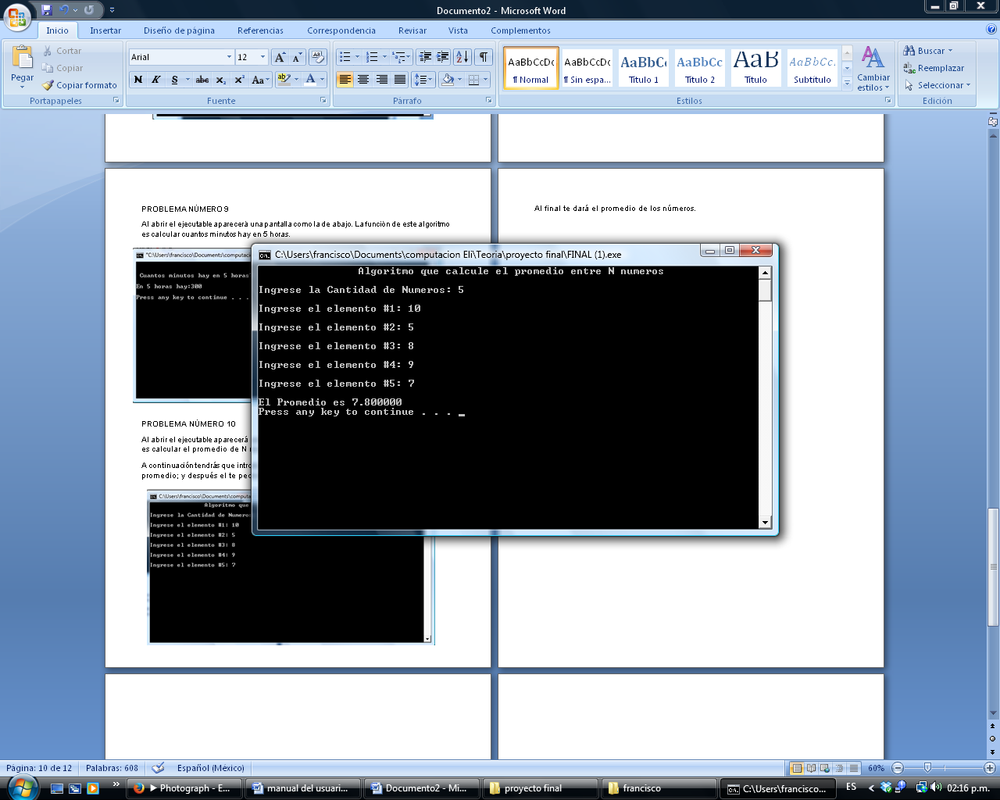 Documento2 - Microsoft Word
Inicio
Insertar
Diseño de página
Referencias
Correspondencia
Revisar
Vista
Complementos
Pegar
Cortar
Copiar
Copiar formato
Portapapeles
Arial
12
N K S abc x₂ x² Aa
Fuente
Párrafo
AaBbCcDc
¶ Normal
AaBbCcDc
¶ Sin espa...
AaBbC
Título 1
AaBbCc
Título 2
AaB
Título
AaBbCc.
Subtítulo
Cambiar estilos
Estilos
Buscar
Reemplazar
Seleccionar
Edición
PROBLEMA NÚMERO 9
Al abrir el ejecutable aparecerá una pantalla como la de abajo. La función de este algoritmo
es calcular cuantos minutos hay en 5 horas.
"C:\Users\francisco\Documents\computacio
Cuantos minutos hay en 5 horas
En 5 horas hay:300
Press any key to continue . . .
PROBLEMA NÚMERO 10
Al abrir el ejecutable aparecerá
es calcular el promedio de N
A continuación tendrás que intro
promedio; y después el te pec
C:\Users\francisco\Documents\computa
Algoritmo que
Ingrese la Cantidad de Numeros:
Ingrese el elemento #1: 10
Ingrese el elemento #2: 5
Ingrese el elemento #3: 8
Ingrese el elemento #4: 9
Ingrese el elemento #5: 7
Al final te dará el promedio de los números.
C:\Users\francisco\Documents\computacion Eli\Teoria\proyecto final\FINAL (1).exe
Algoritmo que calcule el promedio entre N numeros
Ingrese la Cantidad de Numeros: 5
Ingrese el elemento #1: 10
Ingrese el elemento #2: 5
Ingrese el elemento #3: 8
Ingrese el elemento #4: 9
Ingrese el elemento #5: 7
El Promedio es 7.800000
Press any key to continue . . . _
Página: 10 de 12
Palabras: 608
Español (México)
60%
Photograph - E...
manual del usuari...
Documento2 - Mi...
proyecto final
francisco
C:\Users\francisco...
ES
02:16 p.m.